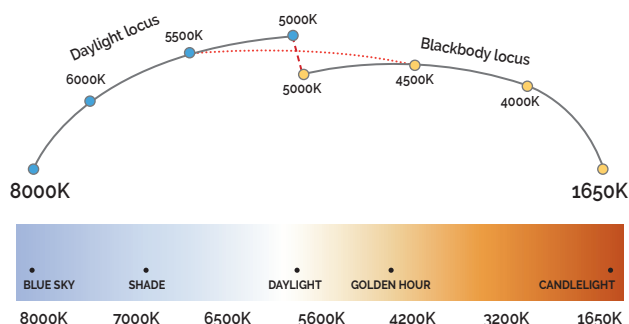 Daylight locus
5000K
5500K
Blackbody locus
6000K
5000K
4500K
4000K
8000K
1650K
BLUE SKY
SHADE
DAYLIGHT
GOLDEN HOUR
CANDLELIGHT
8000K
7000K
6500K
5600K
4200K
3200K
1650K